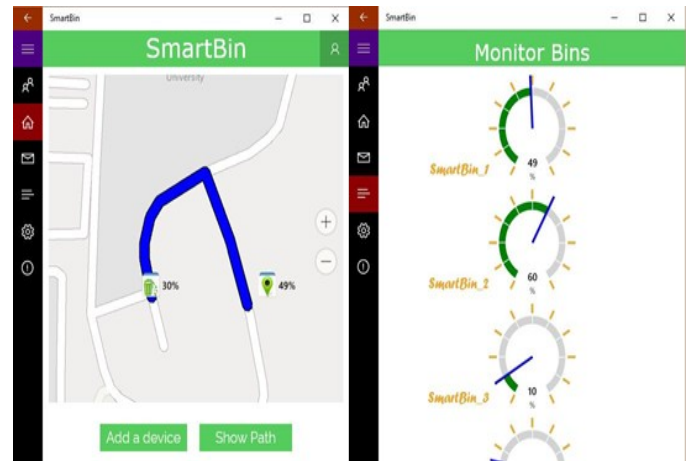 SmartBin
SmartBin
University
30%
49%
Add a device
Show Path
SmartBin
Monitor Bins
49
%
SmartBin_1
60
%
SmartBin_2
10
%
SmartBin_3